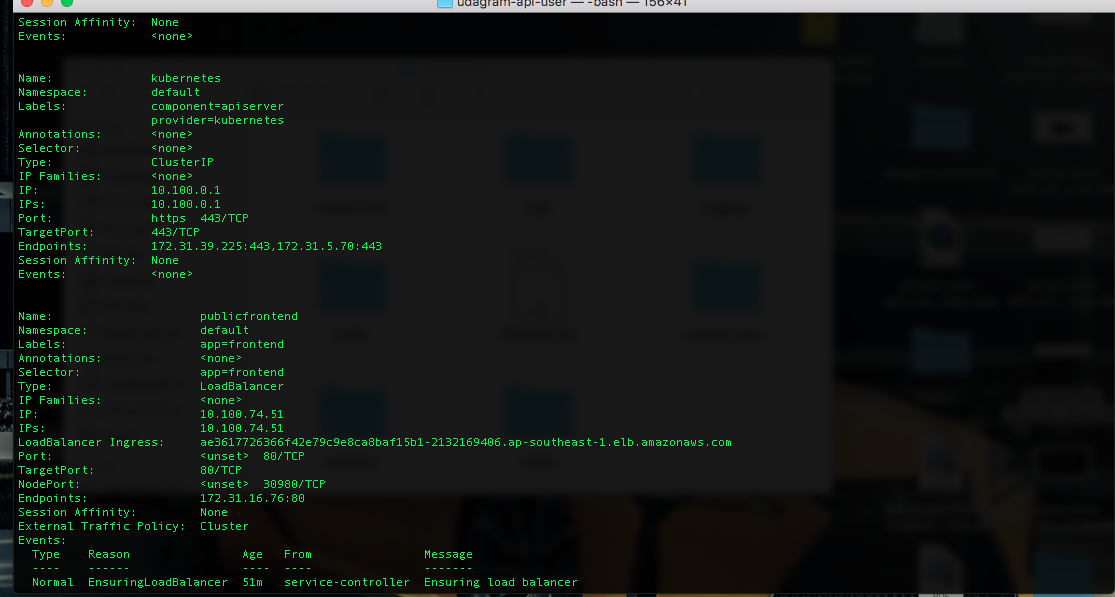 udagram-api-user — -bash — 156×41
Session Affinity:  None
Events:            <none>
Name:              kubernetes
Namespace:         default
Labels:            component=apiserver
                   provider=kubernetes
Annotations:       <none>
Selector:          <none>
Type:              ClusterIP
IP Families:       <none>
IP:                10.100.0.1
IPs:               10.100.0.1
Port:              https  443/TCP
TargetPort:        443/TCP
Endpoints:         172.31.39.225:443,172.31.5.70:443
Session Affinity:  None
Events:            <none>
Name:                     publicfrontend
Namespace:                default
Labels:                   app=frontend
Annotations:              <none>
Selector:                 app=frontend
Type:                     LoadBalancer
IP Families:              <none>
IP:                       10.100.74.51
IPs:                      10.100.74.51
LoadBalancer Ingress:     ae3617726366f42e79c9e8ca8baf15b1-2132169406.ap-southeast-1.elb.amazonaws.com
Port:                     <unset>  80/TCP
TargetPort:               80/TCP
NodePort:                 <unset>  30980/TCP
Endpoints:                172.31.16.76:80
Session Affinity:         None
External Traffic Policy:  Cluster
Events:
  Type    Reason                Age   From                Message
  ----    ------                ----  ----                -------
  Normal  EnsuringLoadBalancer  51m   service-controller  Ensuring load balancer